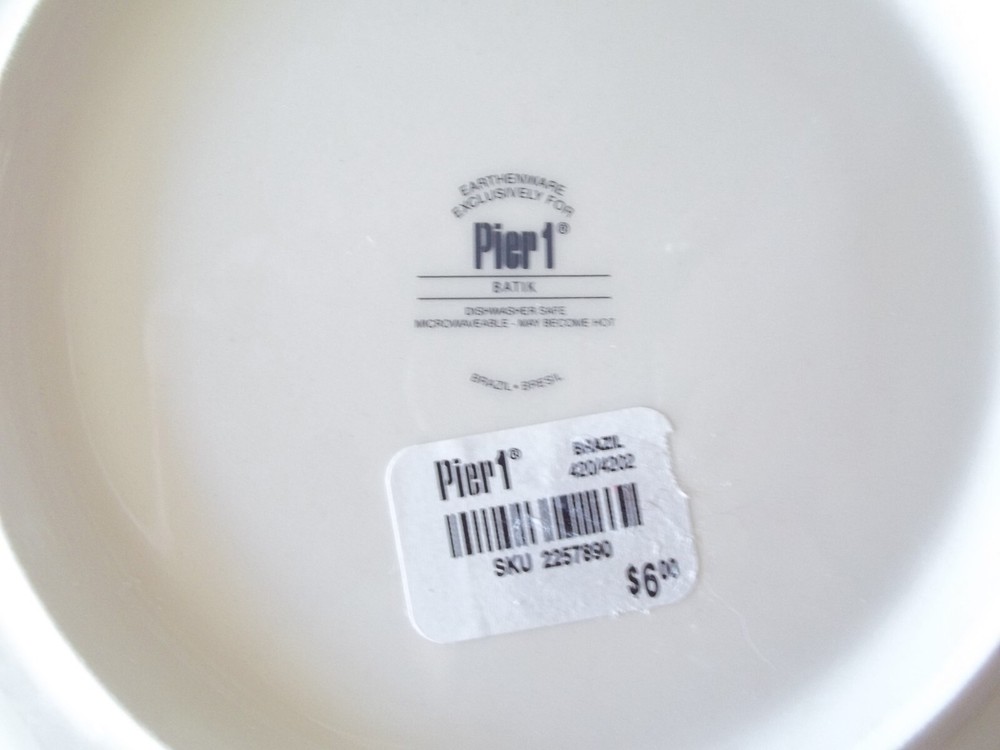 EARTHENWARE
EXCLUSIVELY FOR
Pier 1®
BATIK
DISHWASHER SAFE
MICROWAVEABLE - MAY BECOME HOT
BRAZIL • BRESIL
Pier 1®
BRAZIL
420/4202
SKU 2257890
$6.00